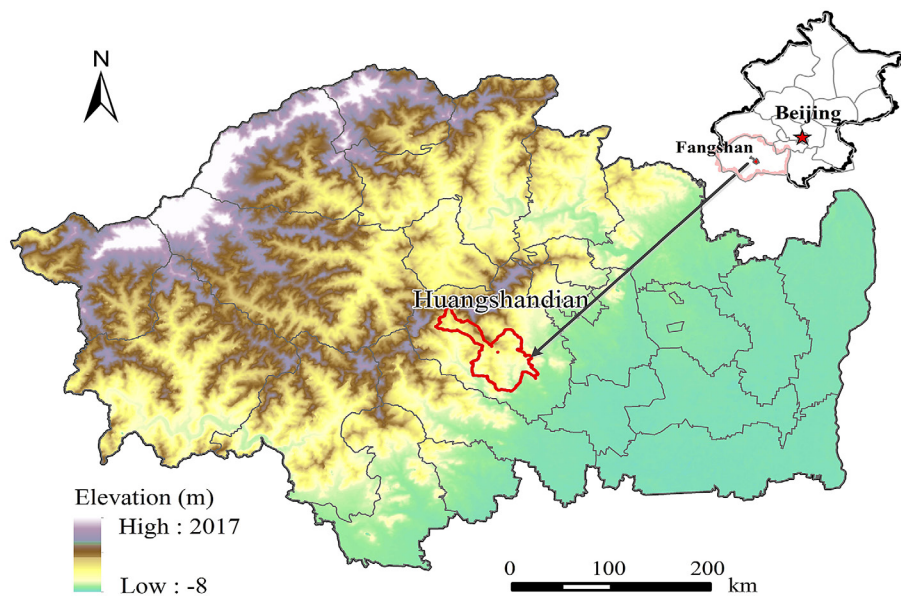 N
Beijing
Fangshan
Huangshandian
Elevation (m)
High : 2017
Low : -8
0 100 200
km